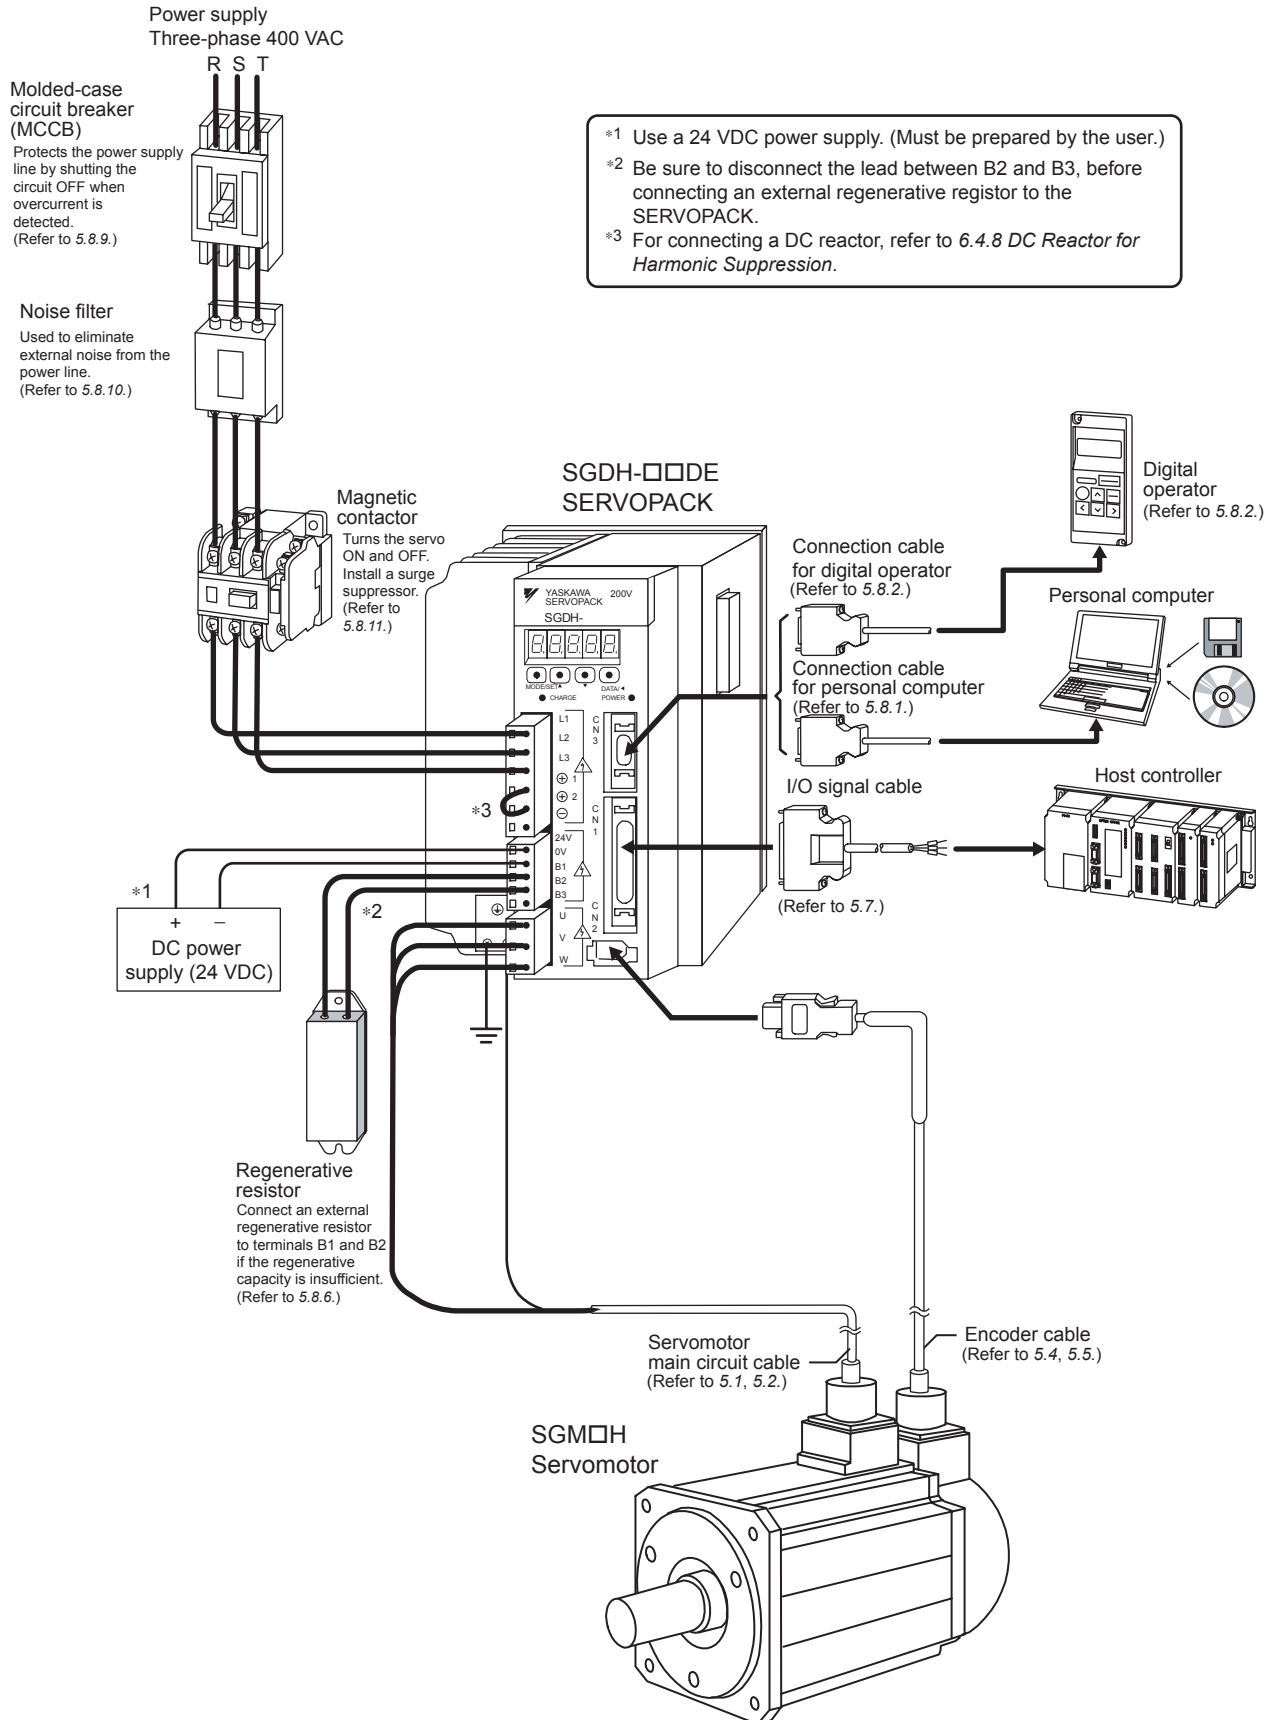 Power supply
Three-phase 400 VAC
R S T
Molded-case
circuit breaker
(MCCB)
Protects the power supply
line by shutting the
circuit OFF when
overcurrent is
detected.
(Refer to 5.8.9.)
*1 Use a 24 VDC power supply. (Must be prepared by the user.)
*2 Be sure to disconnect the lead between B2 and B3, before
connecting an external regenerative registor to the
SERVOPACK.
*3 For connecting a DC reactor, refer to 6.4.8 DC Reactor for
Harmonic Suppression.
Noise filter
Used to eliminate
external noise from the
power line.
(Refer to 5.8.10.)
Magnetic
contactor
Turns the servo
ON and OFF.
Install a surge
suppressor.
(Refer to
5.8.11.)
SGDH-□□DE
SERVOPACK
YASKAWA 200V
SERVOPACK
SGDH-
8.8.8.8.8.
MODE/SET▲ ▼ DATA/◀
CHARGE POWER
L1
L2
L3
⊕ 1
⊕ 2
⊖
CN3
*3
24V
0V
B1
B2
B3
CN1
U
V
W
CN2
Digital
operator
(Refer to 5.8.2.)
Connection cable
for digital operator
(Refer to 5.8.2.)
Personal computer
Connection cable
for personal computer
(Refer to 5.8.1.)
I/O signal cable
(Refer to 5.7.)
Host controller
*1
+ −
DC power
supply (24 VDC)
*2
Regenerative
resistor
Connect an external
regenerative resistor
to terminals B1 and B2
if the regenerative
capacity is insufficient.
(Refer to 5.8.6.)
Servomotor
main circuit cable
(Refer to 5.1, 5.2.)
Encoder cable
(Refer to 5.4, 5.5.)
SGM□H
Servomotor